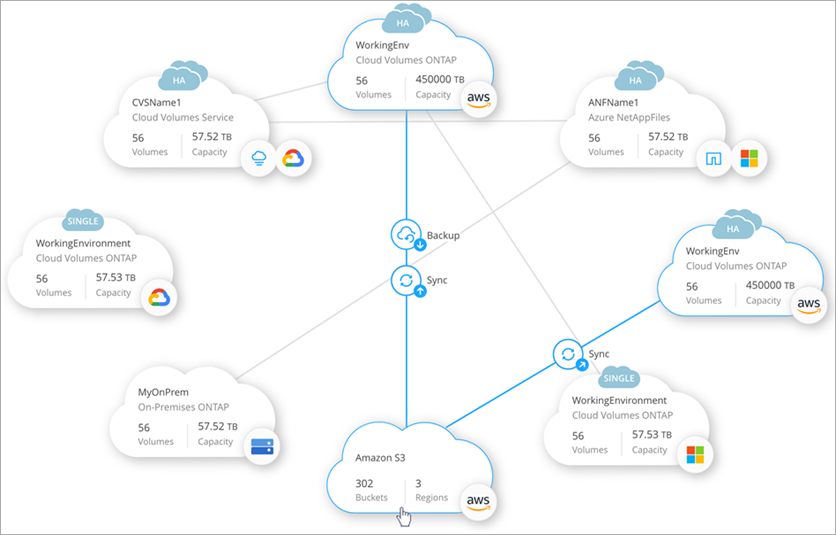 HA
WorkingEnv
Cloud Volumes ONTAP
56 450000 TB
Volumes Capacity
aws
HA
CVSName1
Cloud Volumes Service
56 57.52 TB
Volumes Capacity
HA
ANFName1
Azure NetAppFiles
56 57.52 TB
Volumes Capacity
SINGLE
WorkingEnvironment
Cloud Volumes ONTAP
56 57.53 TB
Volumes Capacity
Backup
Sync
HA
WorkingEnv
Cloud Volumes ONTAP
56 450000 TB
Volumes Capacity
aws
Sync
MyOnPrem
On-Premises ONTAP
56 57.52 TB
Volumes Capacity
SINGLE
WorkingEnvironment
Cloud Volumes ONTAP
56 57.53 TB
Volumes Capacity
Amazon S3
302 3
Buckets Regions
aws